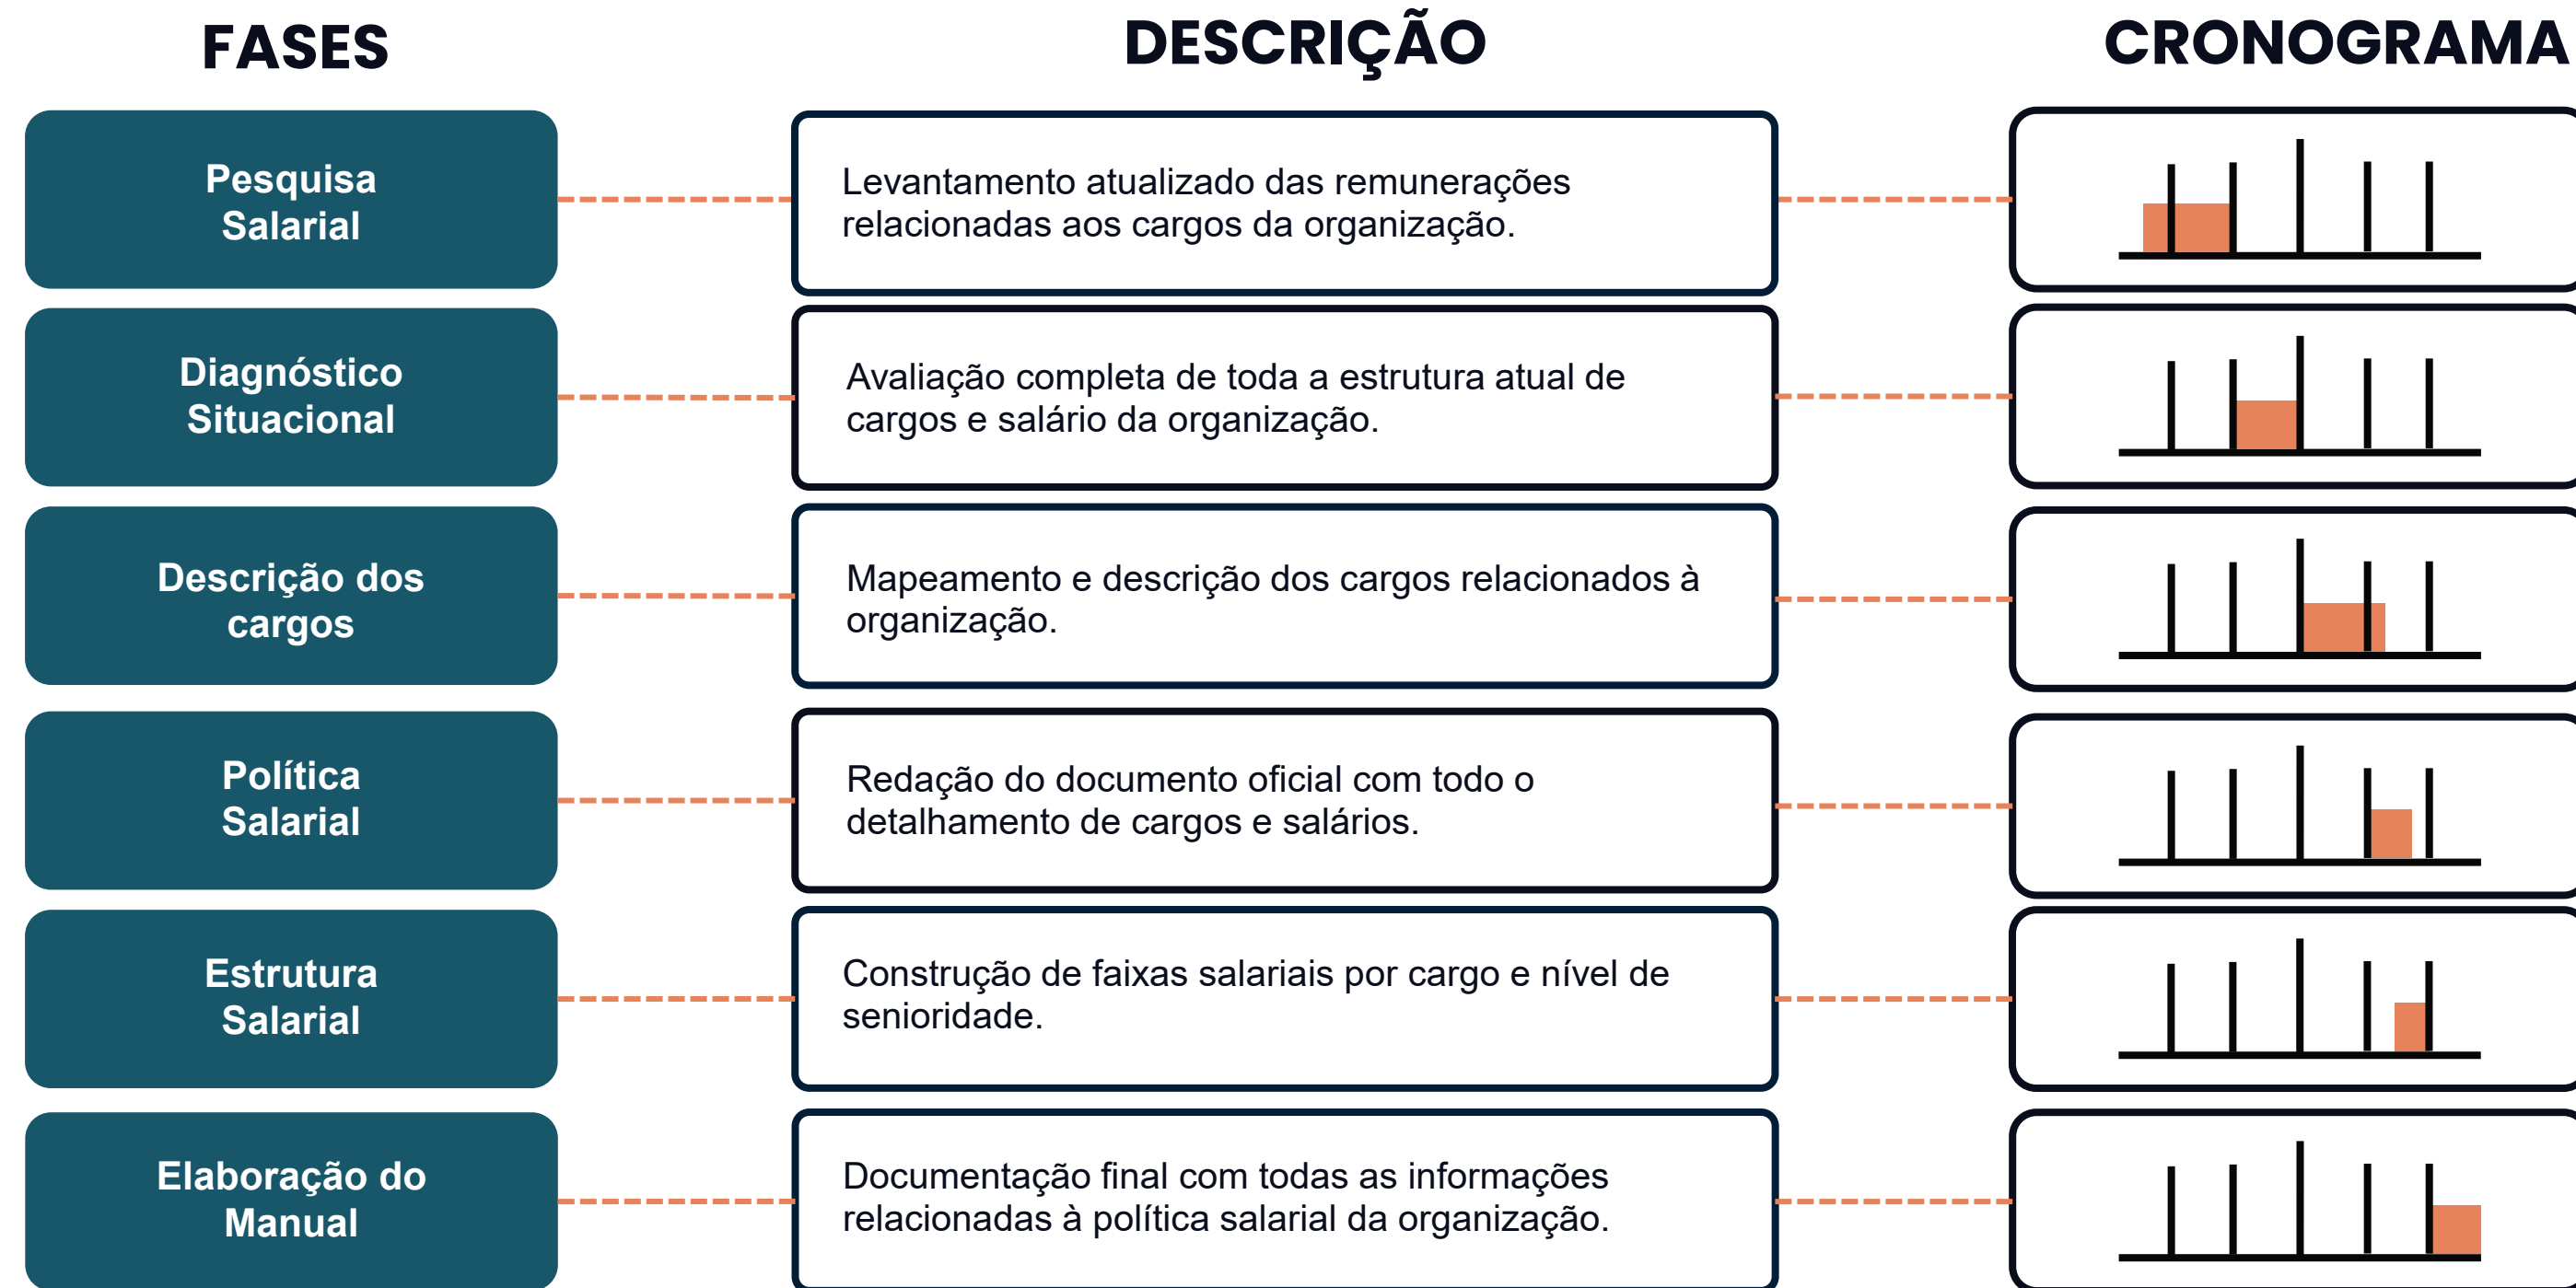 FASES
DESCRIÇÃO
CRONOGRAMA
Pesquisa
Salarial
Levantamento atualizado das remunerações
relacionadas aos cargos da organização.
Diagnóstico
Situacional
Avaliação completa de toda a estrutura atual de
cargos e salário da organização.
Descrição dos
cargos
Mapeamento e descrição dos cargos relacionados à
organização.
Política
Salarial
Redação do documento oficial com todo o
detalhamento de cargos e salários.
Estrutura
Salarial
Construção de faixas salariais por cargo e nível de
senioridade.
Elaboração do
Manual
Documentação final com todas as informações
relacionadas à política salarial da organização.